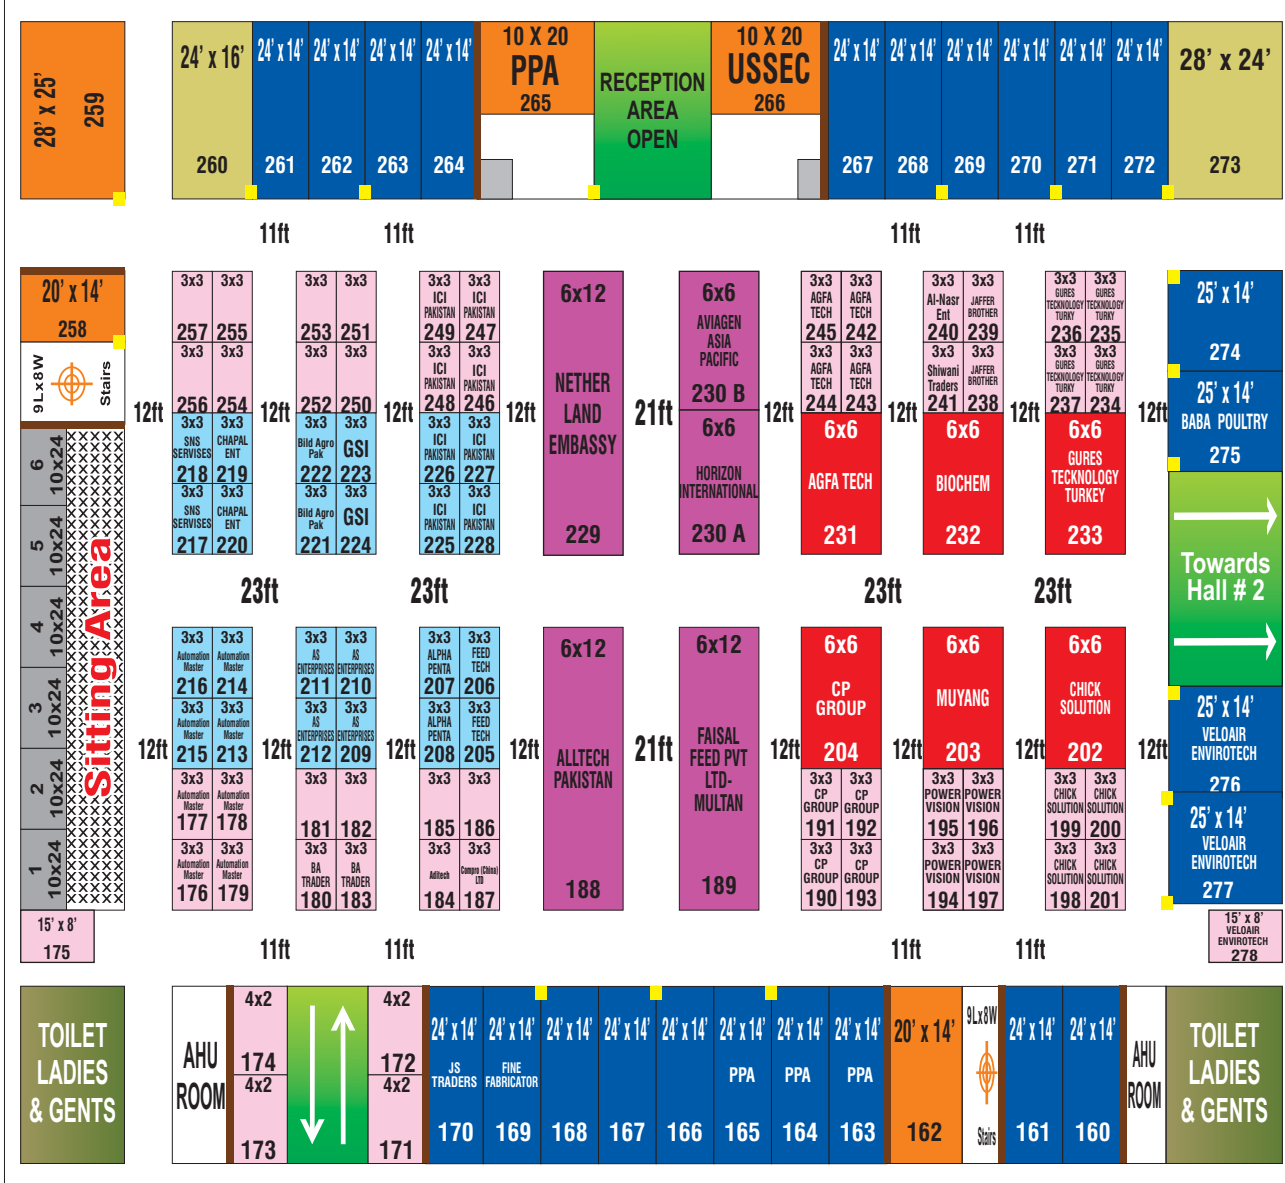 28' x 25'
259
24' x 16'
260
24' x 14'
261
24' x 14'
262
24' x 14'
263
24' x 14'
264
10 X 20
PPA
265
RECEPTION
AREA
OPEN
10 X 20
USSEC
266
24' x 14'
267
24' x 14'
268
24' x 14'
269
24' x 14'
270
24' x 14'
271
24' x 14'
272
28' x 24'
273
11ft
11ft
11ft
11ft
20' x 14'
258
9Lx8W
Stairs
3x3
257
3x3
255
3x3
256
3x3
254
3x3
SNS
SERVISES
218
3x3
CHAPAL
ENT
219
3x3
SNS
SERVISES
217
3x3
CHAPAL
ENT
220
3x3
253
3x3
251
3x3
252
3x3
250
3x3
Bild Agro
Pak
222
3x3
GSI
223
3x3
Bild Agro
Pak
221
3x3
GSI
224
3x3
ICI
PAKISTAN
249
3x3
ICI
PAKISTAN
247
3x3
ICI
PAKISTAN
248
3x3
ICI
PAKISTAN
246
3x3
ICI
PAKISTAN
226
3x3
ICI
PAKISTAN
227
3x3
ICI
PAKISTAN
225
3x3
ICI
PAKISTAN
228
6x12
NETHER
LAND
EMBASSY
229
6x6
AVIAGEN
ASIA
PACIFIC
230 B
6x6
HORIZON
INTERNATIONAL
230 A
3x3
AGFA
TECH
245
3x3
AGFA
TECH
242
3x3
AGFA
TECH
244
3x3
AGFA
TECH
243
6x6
AGFA TECH
231
3x3
Al-Nasr
Ent
240
3x3
JAFFER
BROTHER
239
3x3
Shiwani
Traders
241
3x3
JAFFER
BROTHER
238
6x6
BIOCHEM
232
3x3
GURES
TECKNOLOGY
TURKY
236
3x3
GURES
TECKNOLOGY
TURKY
235
3x3
GURES
TECKNOLOGY
TURKY
237
3x3
GURES
TECKNOLOGY
TURKY
234
6x6
GURES
TECKNOLOGY
TURKEY
233
25' x 14'
274
25' x 14'
BABA POULTRY
275
12ft
12ft
12ft
12ft
21ft
12ft
12ft
12ft
12ft
Towards
Hall # 2
6
10x24
5
10x24
4
10x24
3
10x24
2
10x24
1
10x24
Sitting Area
23ft
23ft
23ft
23ft
3x3
Automation
Master
216
3x3
Automation
Master
214
3x3
Automation
Master
215
3x3
Automation
Master
213
3x3
Automation
Master
177
3x3
Automation
Master
178
3x3
Automation
Master
176
3x3
Automation
Master
179
3x3
AS
ENTERPRISES
211
3x3
AS
ENTERPRISES
210
3x3
AS
ENTERPRISES
212
3x3
AS
ENTERPRISES
209
3x3
181
3x3
182
3x3
BA
TRADER
180
3x3
BA
TRADER
183
3x3
ALPHA
PENTA
207
3x3
FEED
TECH
206
3x3
ALPHA
PENTA
208
3x3
FEED
TECH
205
3x3
185
3x3
186
3x3
Aditech
184
3x3
Compro (China)
LTD
187
6x12
ALLTECH
PAKISTAN
188
6x12
FAISAL
FEED PVT
LTD-
MULTAN
189
6x6
CP
GROUP
204
3x3
CP
GROUP
191
3x3
CP
GROUP
192
3x3
CP
GROUP
190
3x3
CP
GROUP
193
6x6
MUYANG
203
3x3
POWER
VISION
195
3x3
POWER
VISION
196
3x3
POWER
VISION
194
3x3
POWER
VISION
197
6x6
CHICK
SOLUTION
202
3x3
CHICK
SOLUTION
199
3x3
CHICK
SOLUTION
200
3x3
CHICK
SOLUTION
198
3x3
CHICK
SOLUTION
201
12ft
12ft
12ft
12ft
21ft
12ft
12ft
12ft
12ft
25' x 14'
VELOAIR
ENVIROTECH
276
25' x 14'
VELOAIR
ENVIROTECH
277
15' x 8'
175
15' x 8'
VELOAIR
ENVIROTECH
278
11ft
11ft
11ft
11ft
TOILET
LADIES
& GENTS
AHU
ROOM
4x2
174
4x2
173
4x2
172
4x2
171
24' x 14'
JS
TRADERS
170
24' x 14'
FINE
FABRICATOR
169
24' x 14'
168
24' x 14'
167
24' x 14'
166
24' x 14'
PPA
165
24' x 14'
PPA
164
24' x 14'
PPA
163
20' x 14'
162
9Lx8W
Stairs
24' x 14'
161
24' x 14'
160
AHU
ROOM
TOILET
LADIES
& GENTS